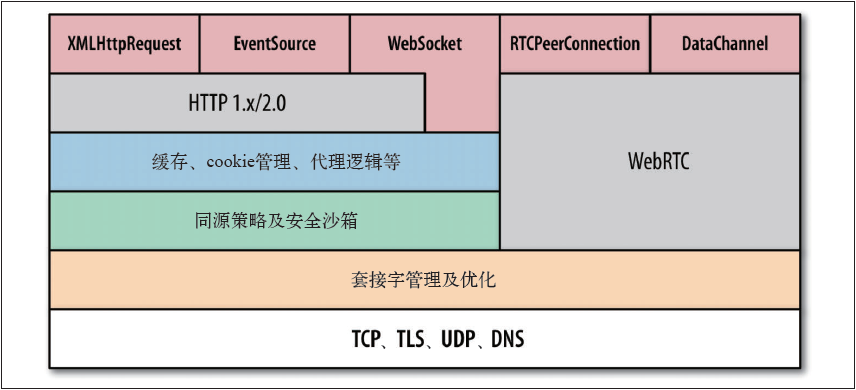 XMLHttpRequest EventSource WebSocket RTCPeerConnection DataChannel
HTTP 1.x/2.0
缓存、cookie管理、代理逻辑等
WebRTC
同源策略及安全沙箱
套接字管理及优化
TCP、TLS、UDP、DNS